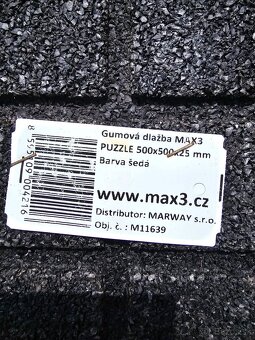 Gumová dlažba MAX3
PUZZLE 500x500x25 mm
Barva šedá
www.max3.cz
Distributor: MARWAY s.r.o.
Obj. č. : M11639